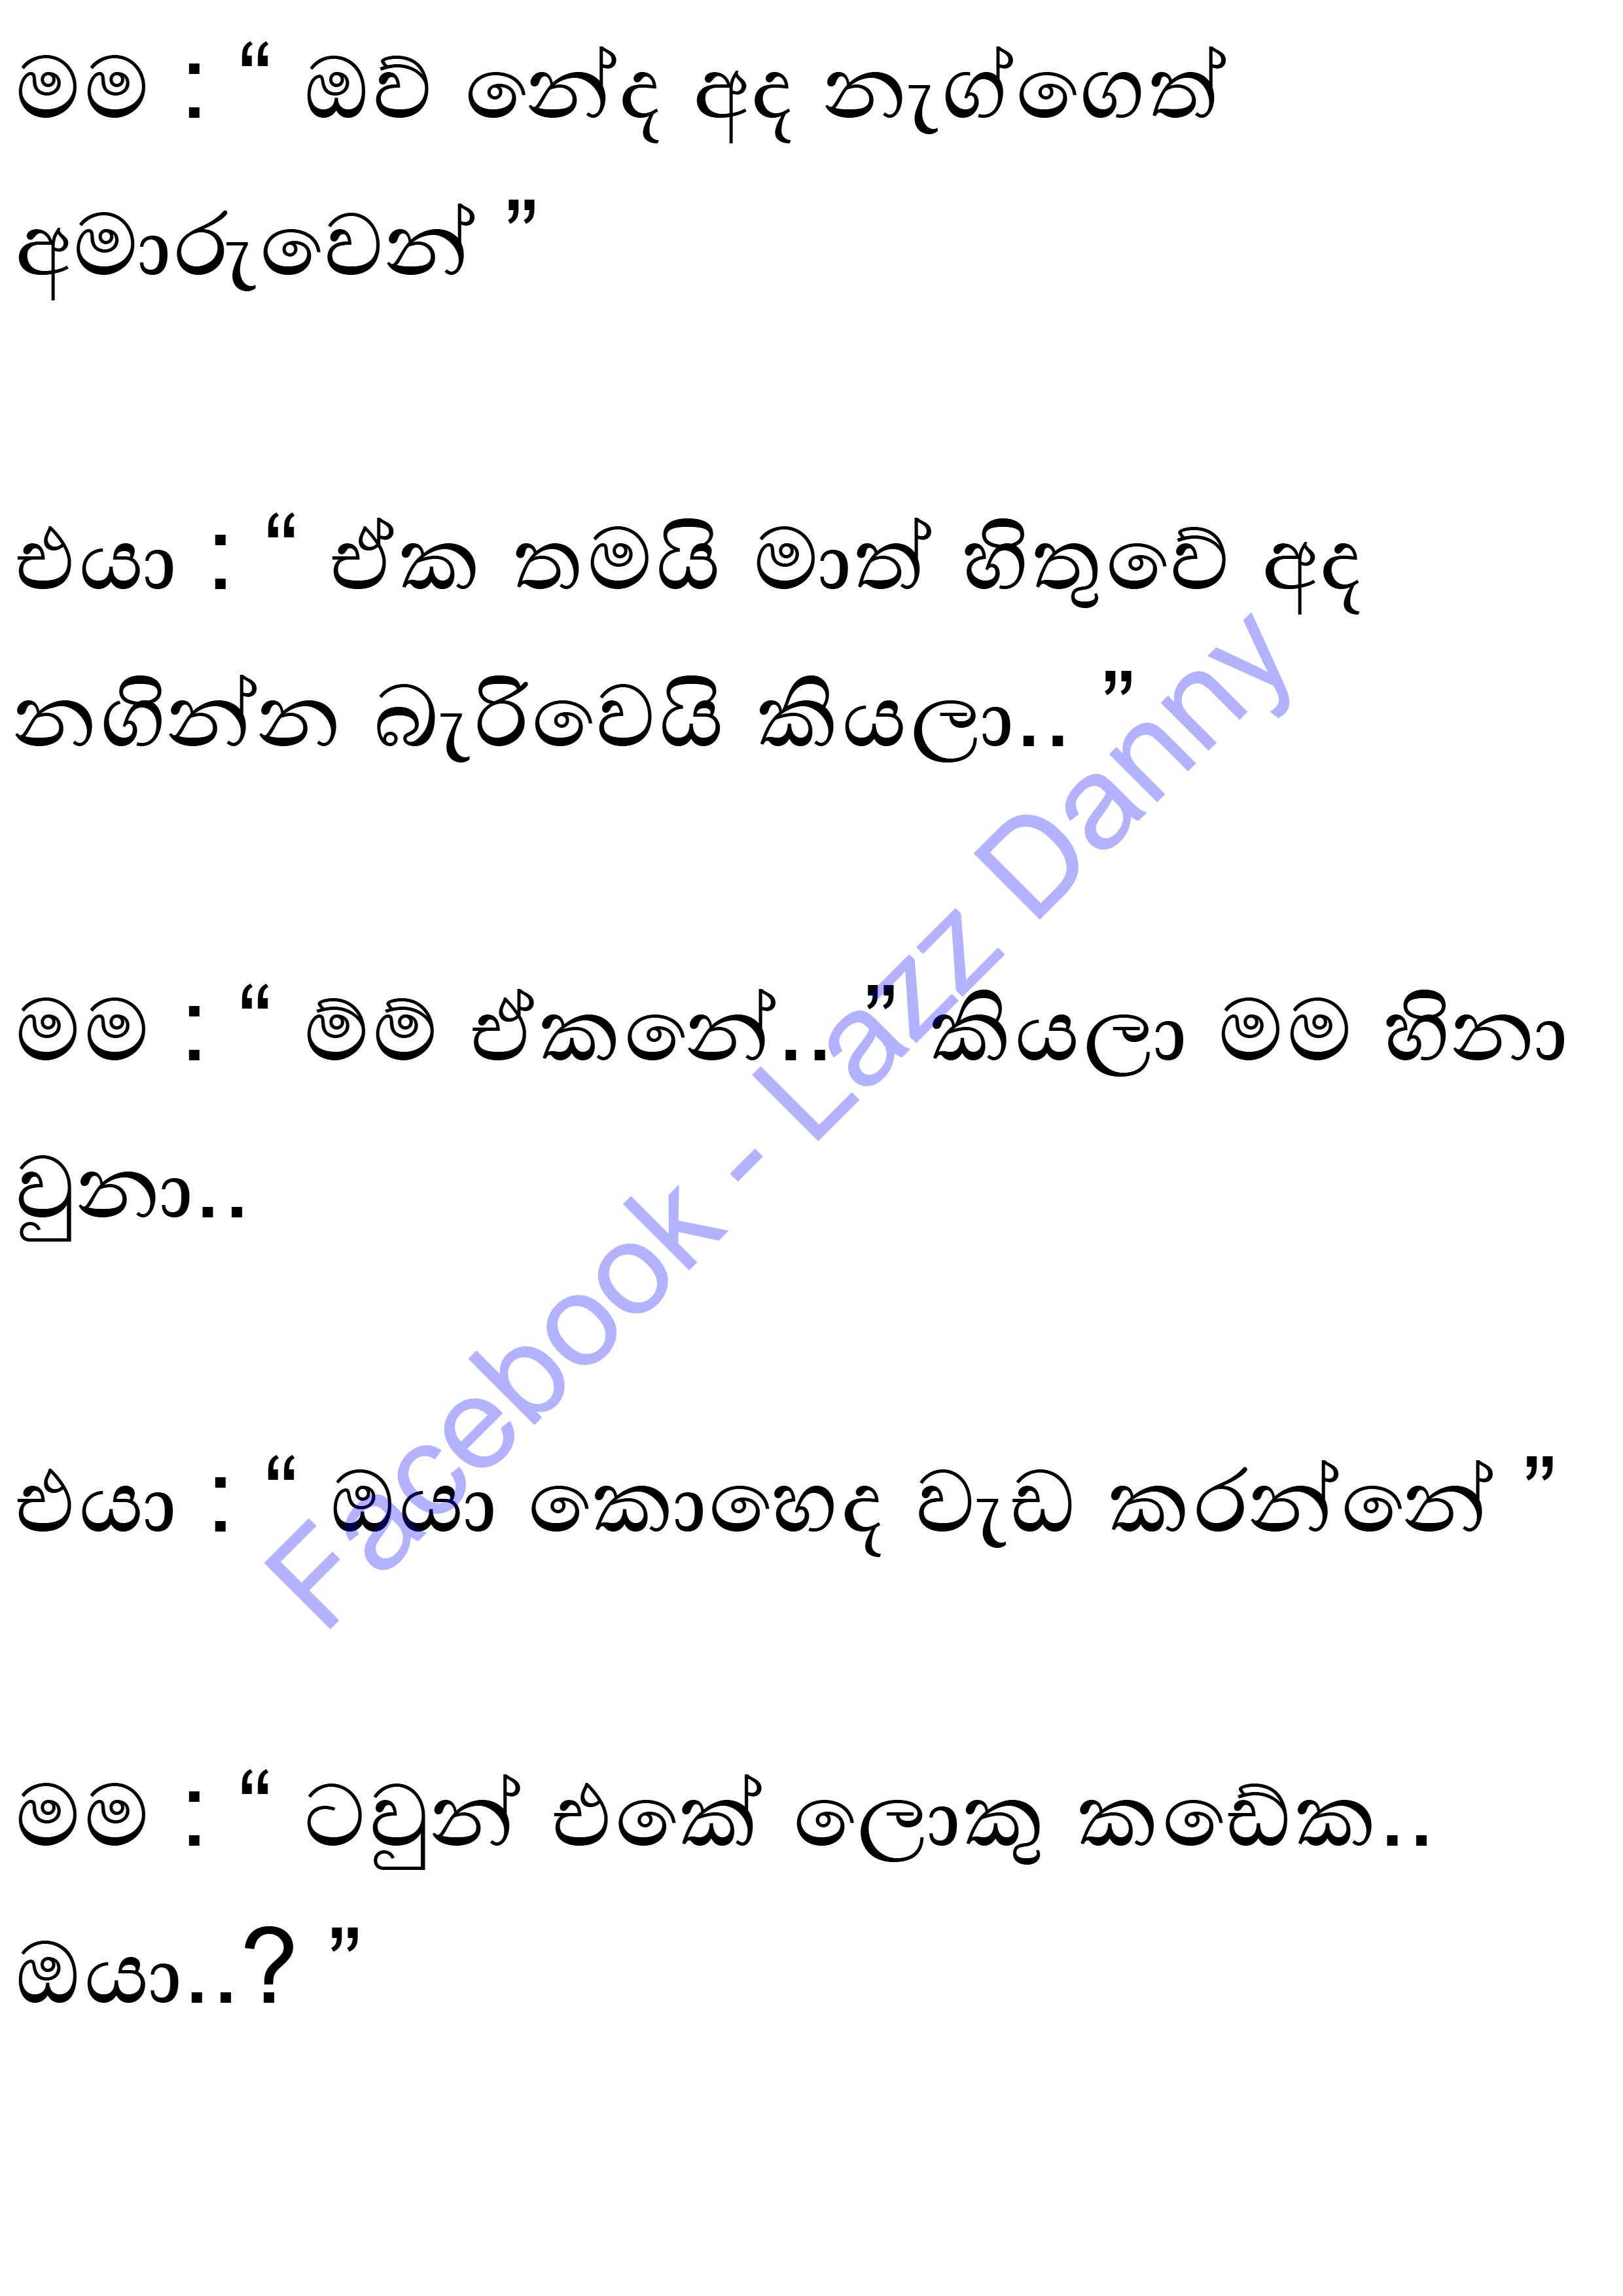 මම : “ ඔව් නේද අද නැග්ගෙත්
අමාරුවෙන් ”
එයා : “ ඒක තමයි මාත් හිතුවේ අද
නගින්න බැරිවෙයි කියලා.. ”
මම : “ ම්ම් ඒකනේ..” කියලා මම හිනා
වුනා..
එයා : “ ඔයා කොහෙද වැඩ කරන්නේ ”
මම : “ ටවුන් එකේ ලොකු කඩේක..
ඔයා..? ”
Facebook - Lazz Danny